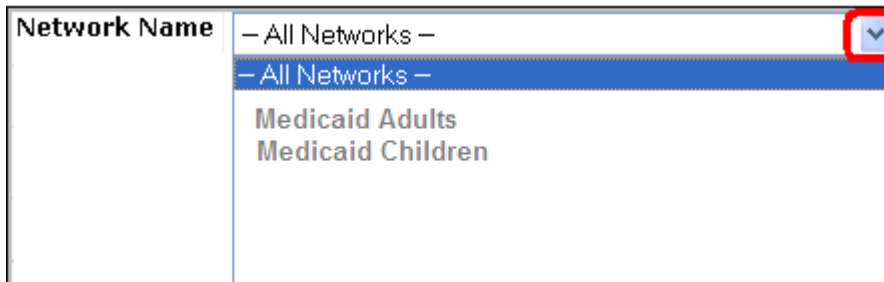 Network Name
– All Networks –
– All Networks –
Medicaid Adults
Medicaid Children